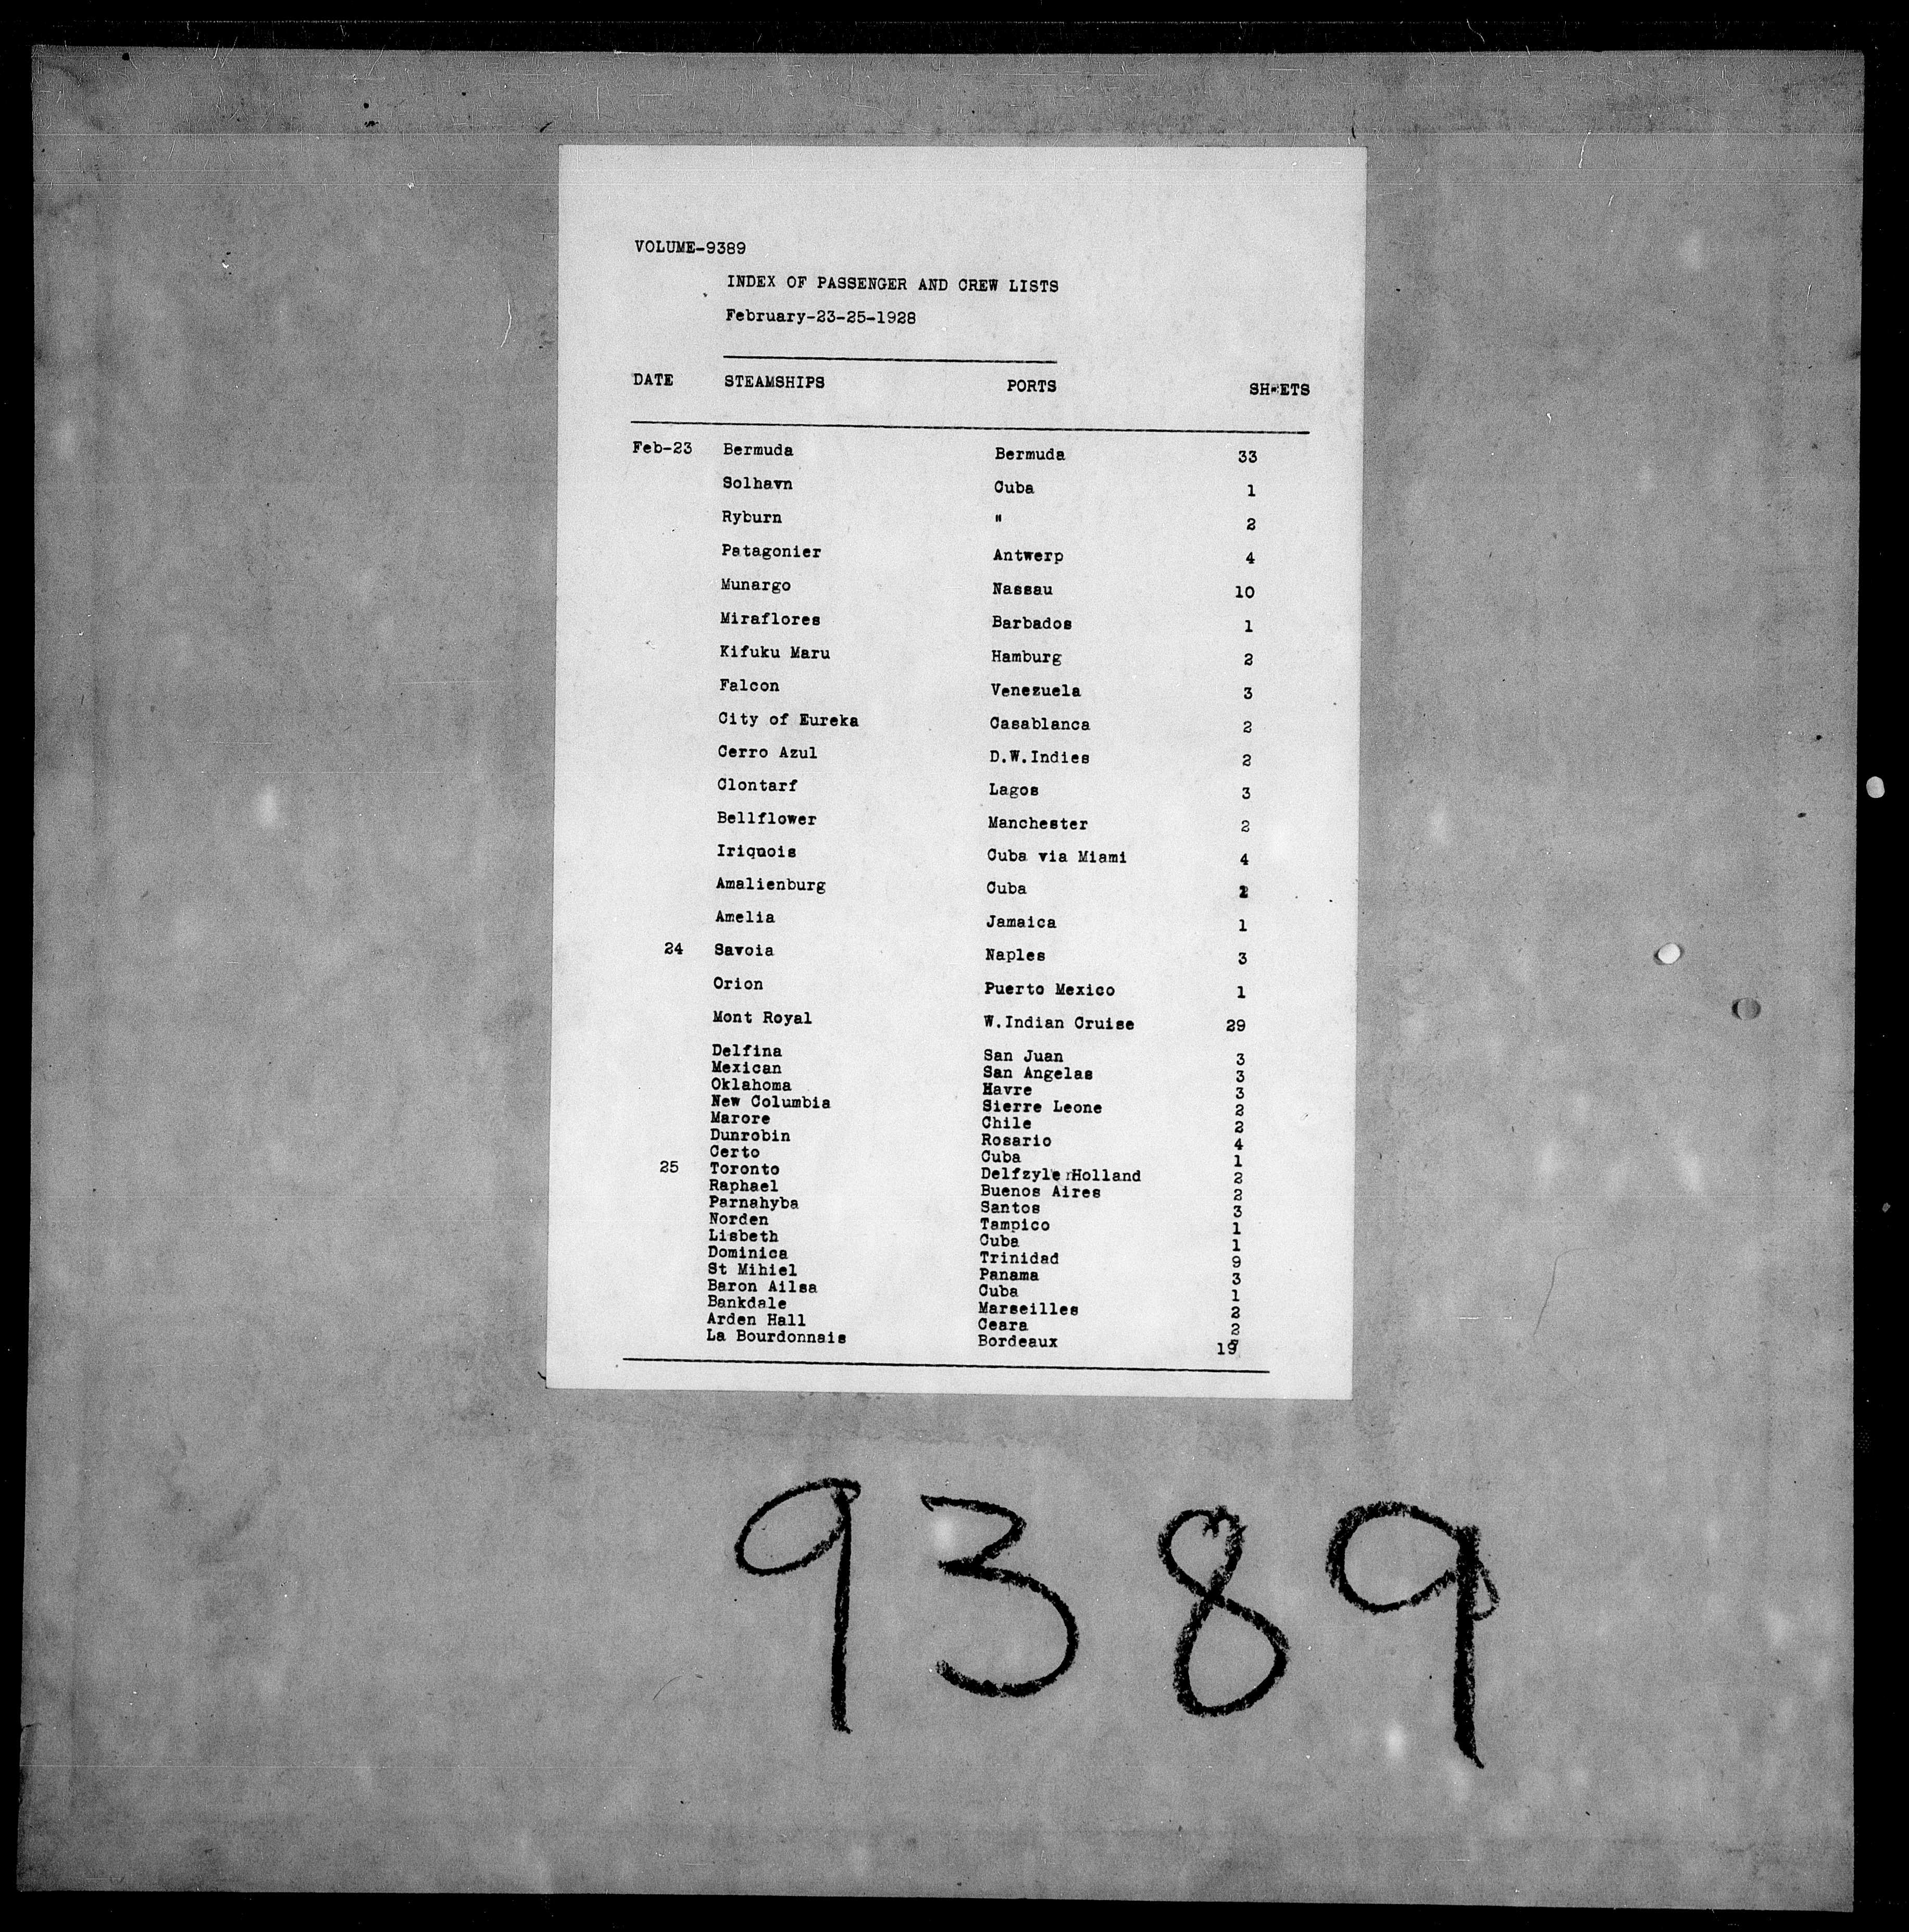 VOLUME-9389
INDEX OF PASSENGER AND CREW LISTS
February-23-25-1928
DATE STEAMSHIPS PORTS SHEETS
Feb-23 Bermuda Bermuda 33
Solhavn Cuba 1
Ryburn " 2
Patagonier Antwerp 4
Munargo Nassau 10
Miraflores Barbados 1
Kifuku Maru Hamburg 2
Falcon Venezuela 3
City of Eureka Casablanca 2
Cerro Azul D.W.Indies 2
Clontarf Lagos 3
Bellflower Manchester 2
Iriquois Cuba via Miami 4
Amalienburg Cuba
Amelia Jamaica 1
24 Savoia Naples 3
Orion Puerto Mexico 1
Mont Royal W.Indian Cruise 29
Delfina San Juan 3
Mexican San Angelas 3
Oklahoma Havre 3
New Columbia Sierre Leone 2
Marore Chile 2
Dunrobin Rosario 4
Certo Cuba 1
25 Toronto Delfzyle Holland 2
Raphael Buenos Aires 2
Parnahyba Santos 3
Norden Tampico 1
Lisbeth Cuba 1
Dominica Trinidad 9
St Mihiel Panama 3
Baron Ailsa Cuba 1
Bankdale Marseilles 2
Arden Hall Ceara 2
La Bourdonnais Bordeaux
9389